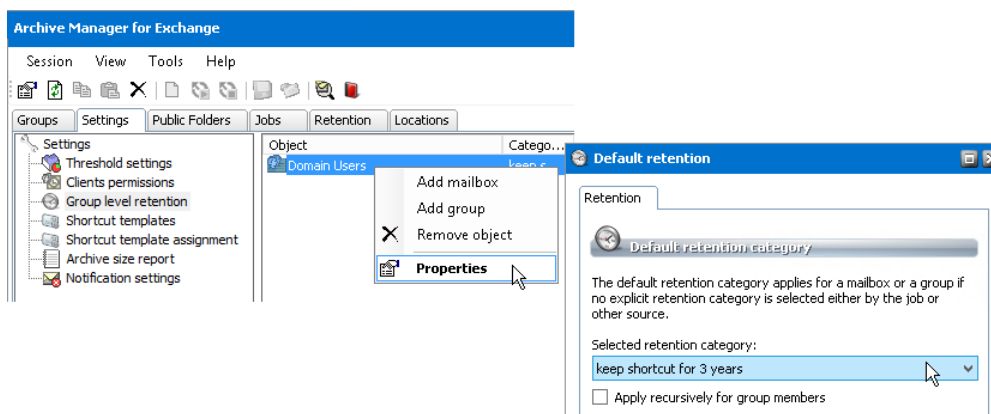 Archive Manager for Exchange
Session View Tools Help
Groups Settings Public Folders Jobs Retention Locations
Settings
Threshold settings
Clients permissions
Group level retention
Shortcut templates
Shortcut template assignment
Archive size report
Notification settings
Object Catego...
Domain Users keep s...
Add mailbox
Add group
Remove object
Properties
Default retention
Retention
Default retention category
The default retention category applies for a mailbox or a group if
no explicit retention category is selected either by the job or
other source.
Selected retention category:
keep shortcut for 3 years
Apply recursively for group members